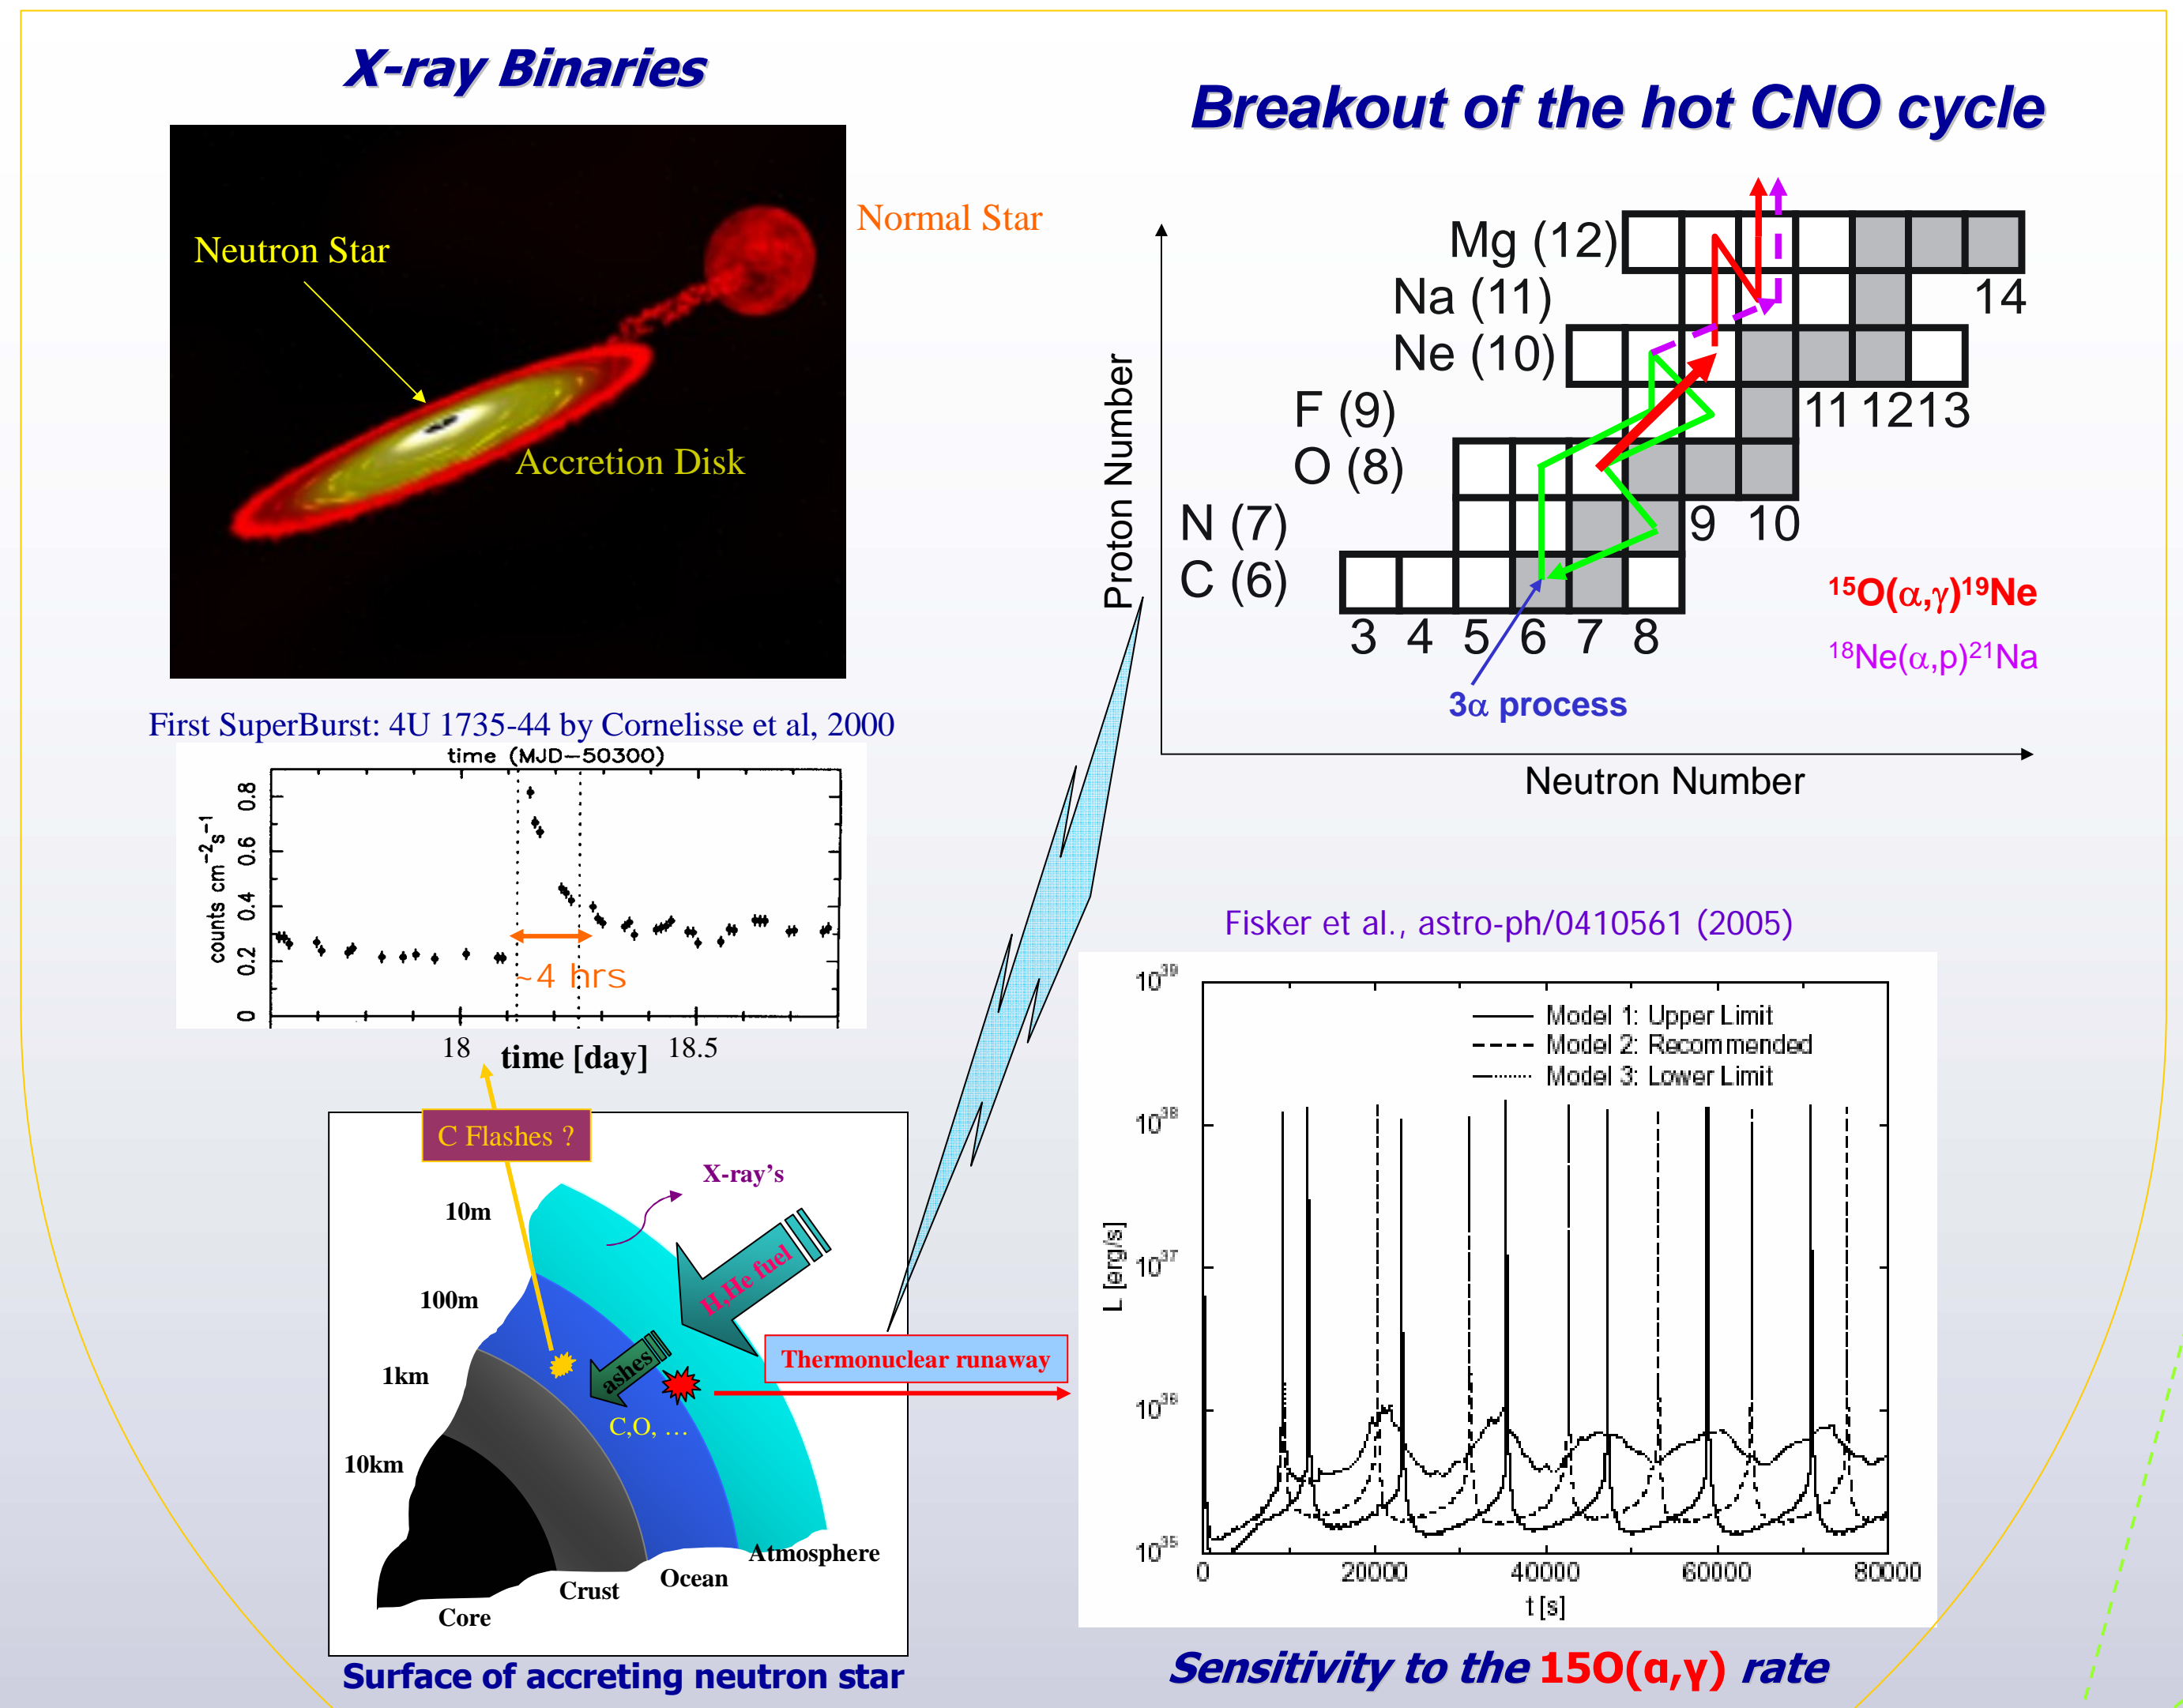 X-ray Binaries
Neutron Star
Normal Star
Accretion Disk
First SuperBurst: 4U 1735-44 by Cornelisse et al, 2000
time (MJD−50300)
counts cm⁻²s⁻¹
0.8
0.6
0.4
0.2
0
~4 hrs
18
time [day]
18.5
C Flashes ?
X-ray's
10m
100m
1km
10km
H,He fuel
ashes
C,O, …
Thermonuclear runaway
Atmosphere
Ocean
Crust
Core
Surface of accreting neutron star
Breakout of the hot CNO cycle
Proton Number
Mg (12)
Na (11)
14
Ne (10)
F (9)
11 12 13
O (8)
N (7)
9 10
C (6)
3 4 5 6 7 8
¹⁵O(α,γ)¹⁹Ne
¹⁸Ne(α,p)²¹Na
3α process
Neutron Number
Fisker et al., astro-ph/0410561 (2005)
Model 1: Upper Limit
Model 2: Recommended
Model 3: Lower Limit
L [erg/s]
10³⁹
10³⁸
10³⁷
10³⁶
10³⁵
0 20000 40000 60000 80000
t [s]
Sensitivity to the 15O(α,γ) rate